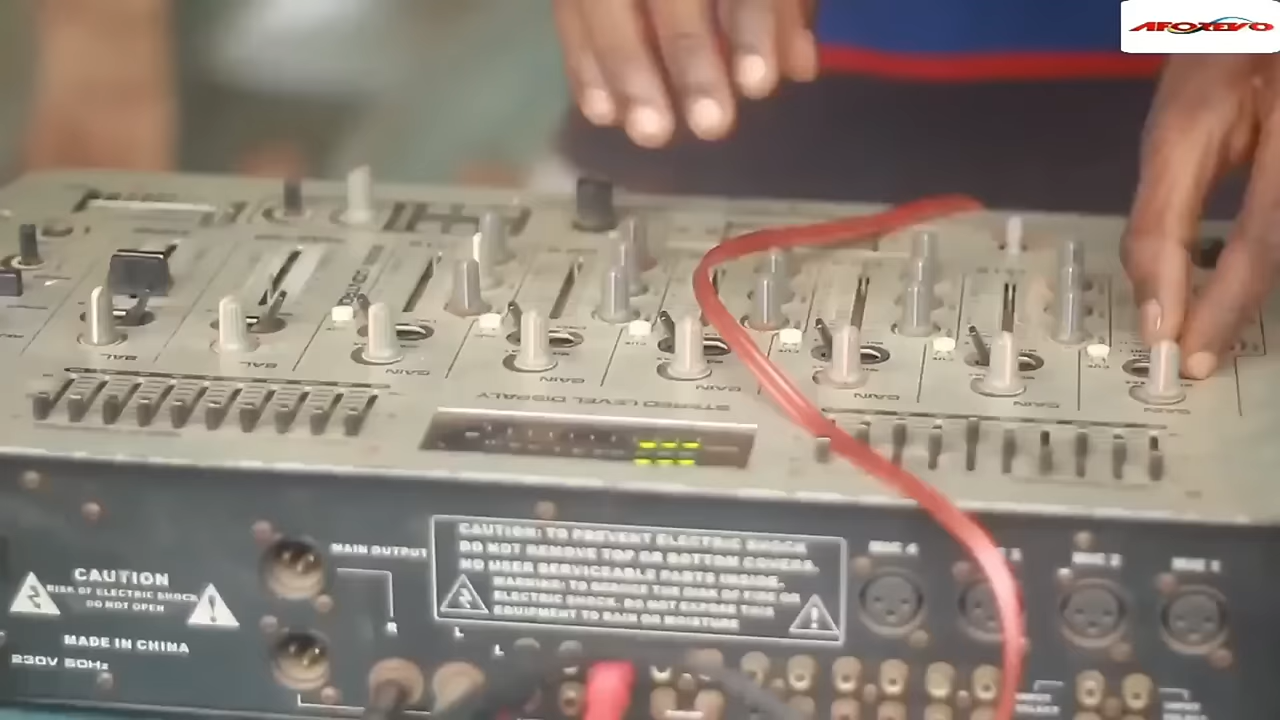 AFOZEVO
GAIN
GAIN
GAIN
GAIN
GAIN
GAIN
BAL
BAL
STEREO LEVEL DISPALY
CAUTION
RISK OF ELECTRIC SHOCK
DO NOT OPEN
MADE IN CHINA
230V 50Hz
MAIN OUTPUT
R
L
L
CAUTION: TO PREVENT ELECTRIC SHOCK
DO NOT REMOVE TOP OR BOTTOM COVERS.
NO USER SERVICEABLE PARTS INSIDE.
WARNING: TO REDUCE THE RISK OF FIRE OR
ELECTRIC SHOCK, DO NOT EXPOSE THIS
EQUIPMENT TO RAIN OR MOISTURE
MIC 4
MIC 2
MIC 1